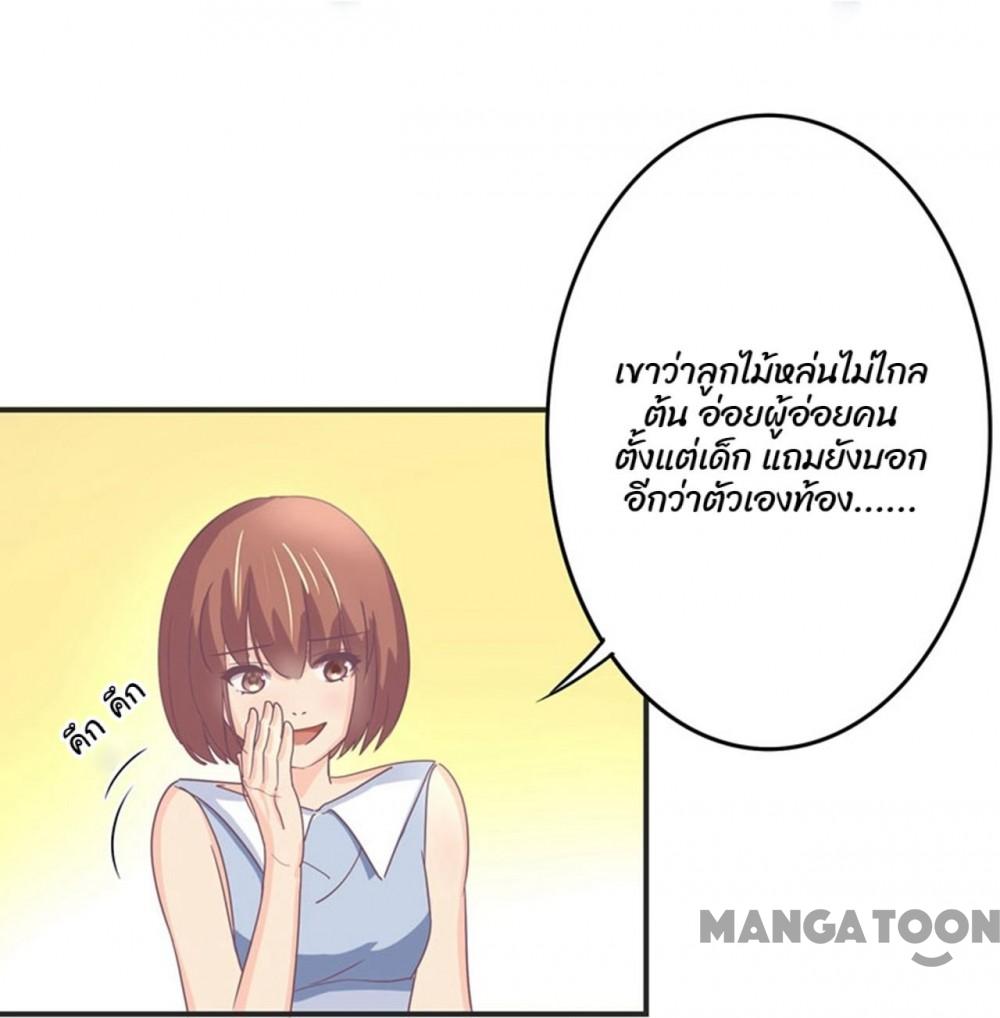 เขาว่าลูกไม้หล่นไม่ไกล
ต้น อ่อยผู้อ่อยคน
ตั้งแต่เด็ก แถมยังบอก
อีกว่าตัวเองท้อง......
คึก คึก
MANGATOON